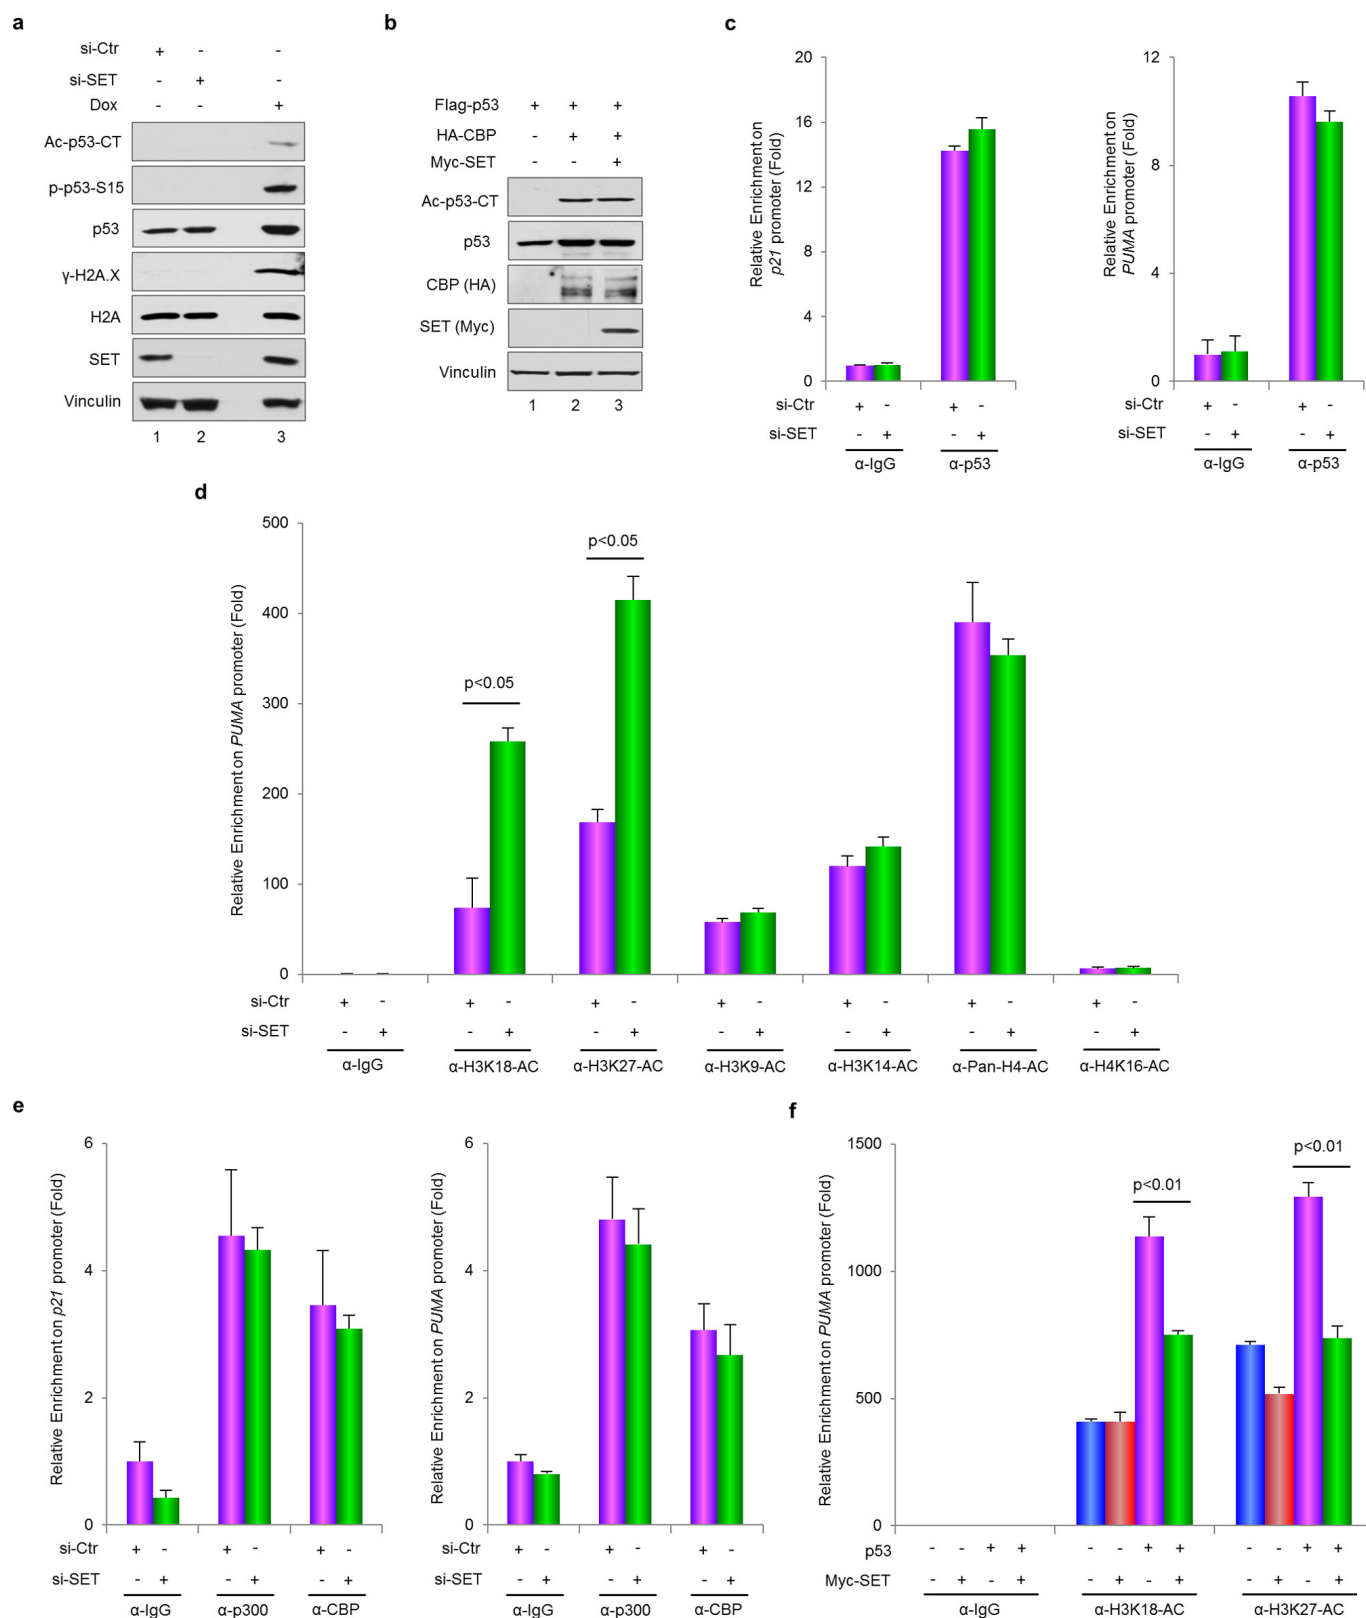 a
si-Ctr + - -
si-SET - + -
Dox - - +
Ac-p53-CT
p-p53-S15
p53
γ-H2A.X
H2A
SET
Vinculin
1 2 3
b
Flag-p53 + + +
HA-CBP - + +
Myc-SET - - +
Ac-p53-CT
p53
CBP (HA)
SET (Myc)
Vinculin
1 2 3
c
Relative Enrichment on
p21 promoter (Fold)
20
16
12
8
4
0
si-Ctr + - + -
si-SET - + - +
α-IgG α-p53
Relative Enrichment on
PUMA promoter (Fold)
12
8
4
0
si-Ctr + - + -
si-SET - + - +
α-IgG α-p53
d
Relative Enrichment on PUMA promoter (Fold)
500
400
300
200
100
0
p<0.05
p<0.05
si-Ctr + - + - + - + - + - + - + -
si-SET - + - + - + - + - + - + - +
α-IgG α-H3K18-AC α-H3K27-AC α-H3K9-AC α-H3K14-AC α-Pan-H4-AC α-H4K16-AC
e
Relative Enrichment on p21 promoter (Fold)
6
4
2
0
si-Ctr + - + - + -
si-SET - + - + - +
α-IgG α-p300 α-CBP
Relative Enrichment on PUMA promoter (Fold)
6
4
2
0
si-Ctr + - + - + -
si-SET - + - + - +
α-IgG α-p300 α-CBP
f
Relative Enrichment on PUMA promoter (Fold)
1500
1000
500
0
p<0.01
p<0.01
p53 - - + + - - + + - - + +
Myc-SET - + - + - + - + - + - +
α-IgG α-H3K18-AC α-H3K27-AC